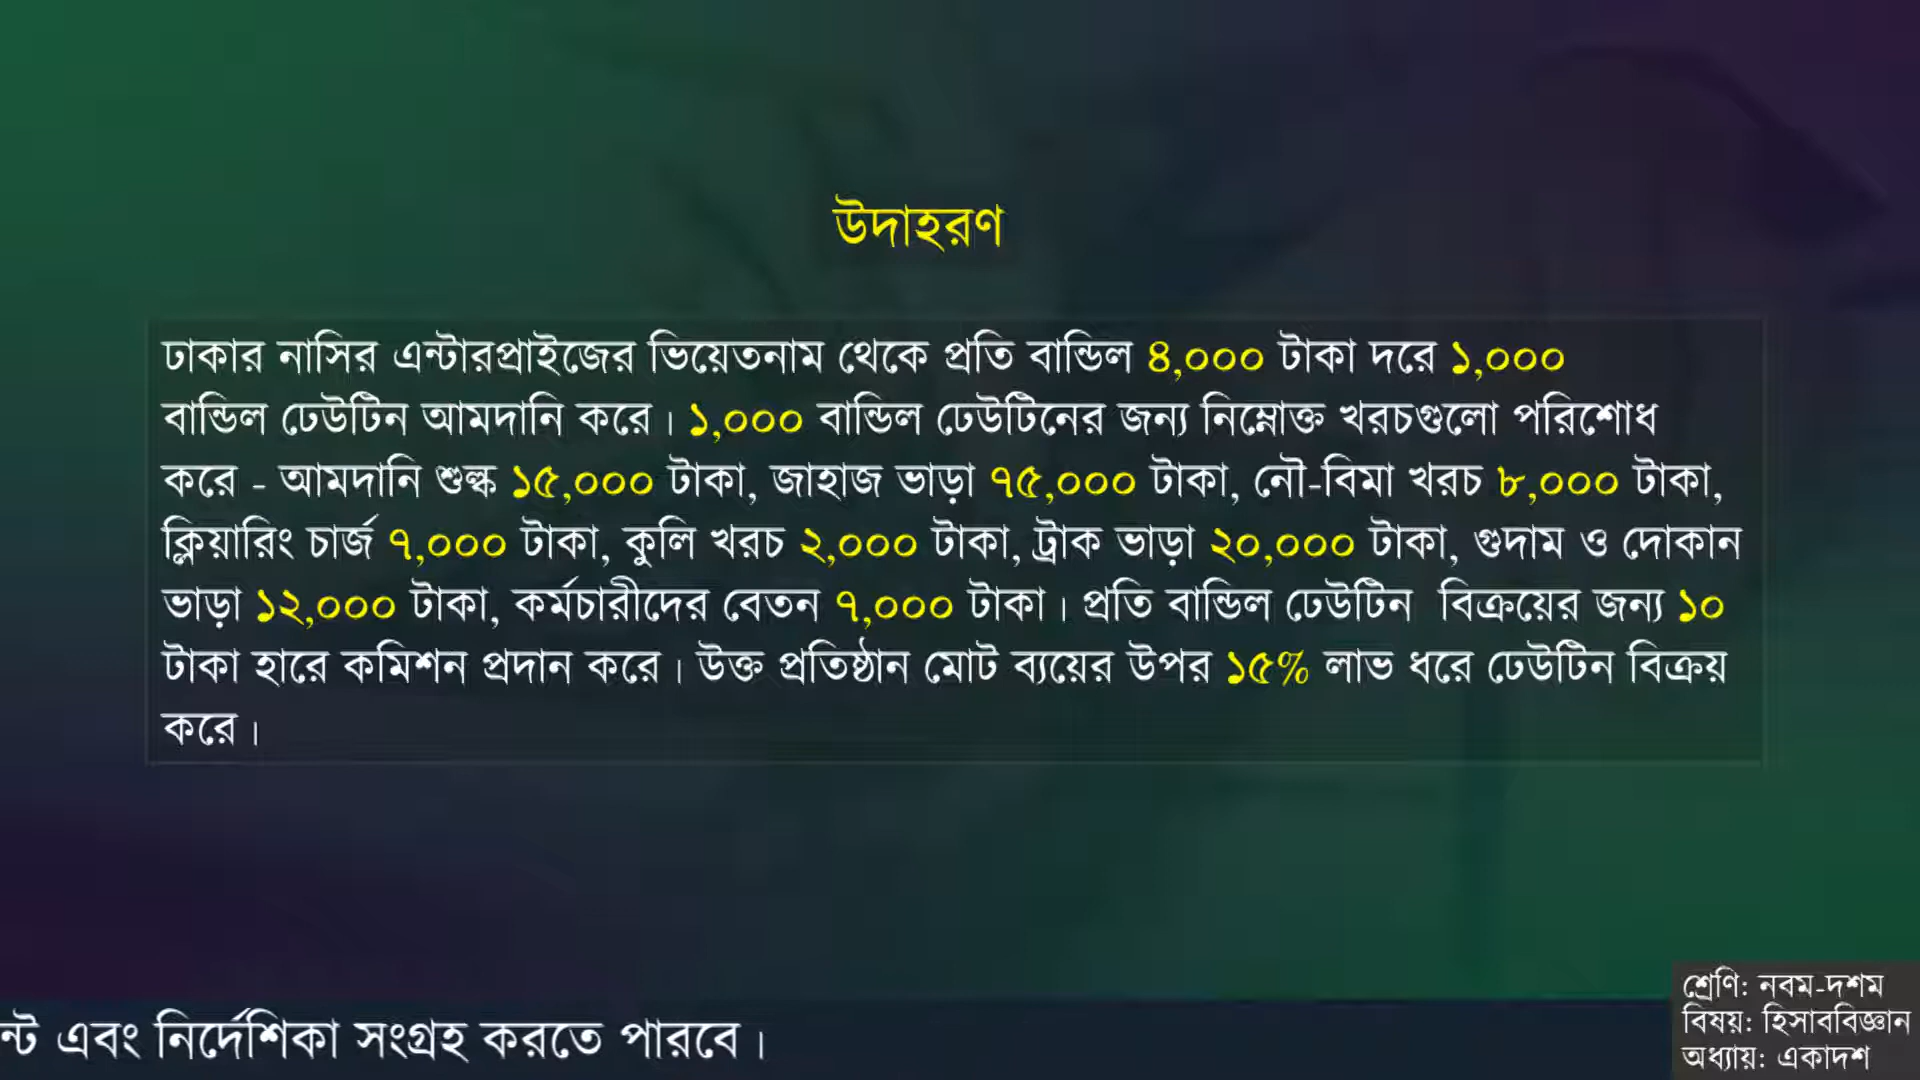 উদাহরণ
ঢাকার নাসির এন্টারপ্রাইজের ভিয়েতনাম থেকে প্রতি বান্ডিল ৪,০০০ টাকা দরে ১,০০০
বান্ডিল ঢেউটিন আমদানি করে। ১,০০০ বান্ডিল ঢেউটিনের জন্য নিম্নোক্ত খরচগুলো পরিশোধ
করে - আমদানি শুল্ক ১৫,০০০ টাকা, জাহাজ ভাড়া ৭৫,০০০ টাকা, নৌ-বিমা খরচ ৮,০০০ টাকা,
ক্লিয়ারিং চার্জ ৭,০০০ টাকা, কুলি খরচ ২,০০০ টাকা, ট্রাক ভাড়া ২০,০০০ টাকা, গুদাম ও দোকান
ভাড়া ১২,০০০ টাকা, কর্মচারীদের বেতন ৭,০০০ টাকা। প্রতি বান্ডিল ঢেউটিন বিক্রয়ের জন্য ১০
টাকা হারে কমিশন প্রদান করে। উক্ত প্রতিষ্ঠান মোট ব্যয়ের উপর ১৫% লাভ ধরে ঢেউটিন বিক্রয়
করে।
শ্রেণি: নবম-দশম
বিষয়: হিসাববিজ্ঞান
অধ্যায়: একাদশ
ন্ট এবং নির্দেশিকা সংগ্রহ করতে পারবে।